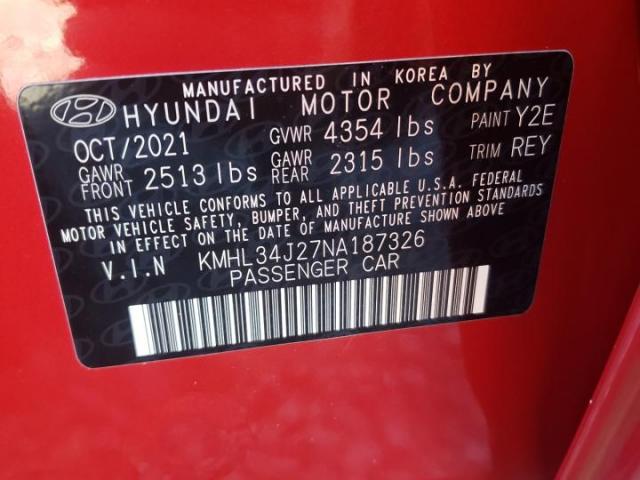 MANUFACTURED IN KOREA BY
HYUNDAI MOTOR COMPANY
OCT/2021 GVWR 4354 lbs PAINT Y2E
GAWR FRONT 2513 lbs GAWR REAR 2315 lbs TRIM REY
THIS VEHICLE CONFORMS TO ALL APPLICABLE U.S.A. FEDERAL
MOTOR VEHICLE SAFETY, BUMPER, AND THEFT PREVENTION STANDARDS
IN EFFECT ON THE DATE OF MANUFACTURE SHOWN ABOVE
V.I.N KMHL34J27NA187326
PASSENGER CAR